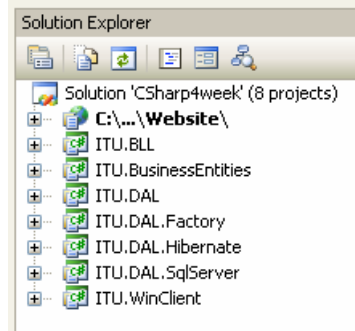 Solution Explorer
Solution 'CSharp4week' (8 projects)
C:\...\Website\
ITU.BLL
ITU.BusinessEntities
ITU.DAL
ITU.DAL.Factory
ITU.DAL.Hibernate
ITU.DAL.SqlServer
ITU.WinClient